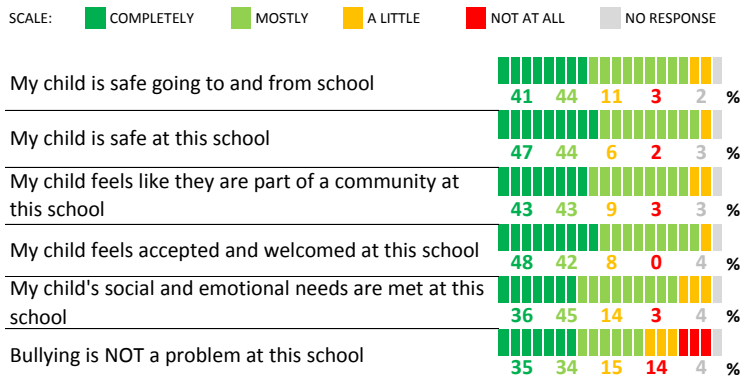 SCALE: COMPLETELY MOSTLY A LITTLE NOT AT ALL NO RESPONSE
My child is safe going to and from school
41 44 11 3 2 %
My child is safe at this school
47 44 6 2 3 %
My child feels like they are part of a community at
this school
43 43 9 3 3 %
My child feels accepted and welcomed at this school
48 42 8 0 4 %
My child's social and emotional needs are met at this
school
36 45 14 3 4 %
Bullying is NOT a problem at this school
35 34 15 14 4 %